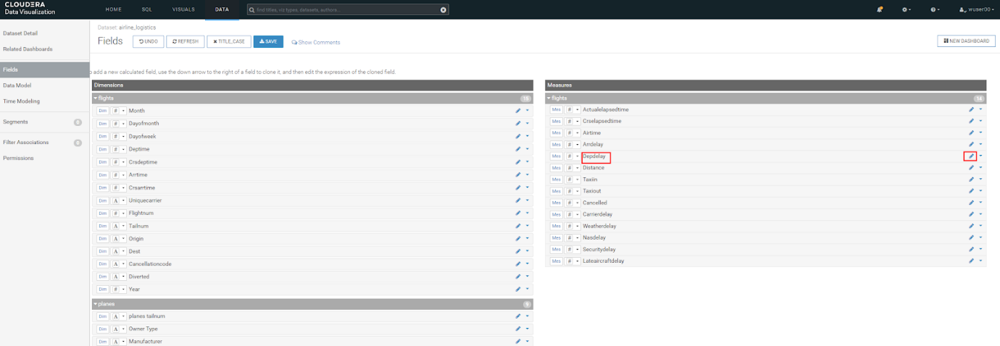 CLOUDERA
Data Visualization
HOME SQL VISUALS DATA find titles, viz types, datasets, authors... wuser00
Dataset Detail
Related Dashboards
Fields
Data Model
Time Modeling
Segments 0
Filter Associations 0
Permissions
Dataset: airline_logistics
Fields UNDO REFRESH TITLE_CASE SAVE Show Comments NEW DASHBOARD
o add a new calculated field, use the down arrow to the right of a field to clone it, and then edit the expression of the cloned field.
Dimensions
flights 15
Dim # Month
Dim # Dayofmonth
Dim # Dayofweek
Dim # Deptime
Dim # Crsdeptime
Dim # Arrtime
Dim # Crsarrtime
Dim A Uniquecarrier
Dim # Flightnum
Dim A Tailnum
Dim A Origin
Dim A Dest
Dim A Cancellationcode
Dim A Diverted
Dim # Year
planes 9
Dim A planes tailnum
Dim A Owner Type
Dim A Manufacturer
Measures
flights 14
Mes # Actualelapsedtime
Mes # Crselapsedtime
Mes # Airtime
Mes # Arrdelay
Mes # Depdelay
Mes # Distance
Mes # Taxiin
Mes # Taxiout
Mes # Cancelled
Mes # Carrierdelay
Mes # Weatherdelay
Mes # Nasdelay
Mes # Securitydelay
Mes # Lateaircraftdelay